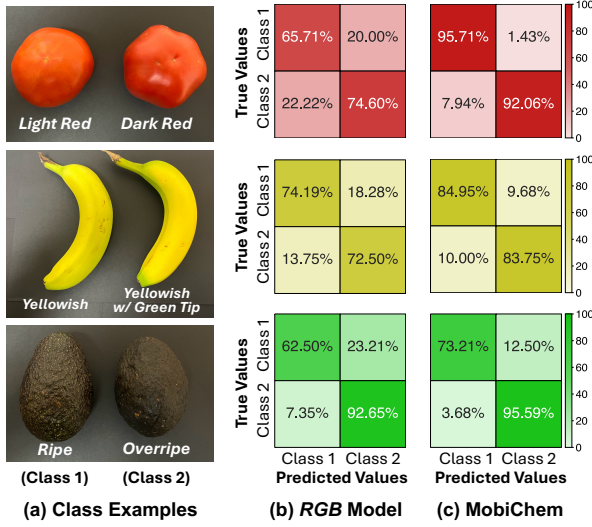 Light Red
Dark Red
True Values
Class 1
Class 2
65.71%
20.00%
22.22%
74.60%
95.71%
1.43%
7.94%
92.06%
100
80
60
40
20
0
Yellowish
Yellowish
w/ Green Tip
True Values
Class 1
Class 2
74.19%
18.28%
13.75%
72.50%
84.95%
9.68%
10.00%
83.75%
100
80
60
40
20
0
Ripe
Overripe
True Values
Class 1
Class 2
62.50%
23.21%
7.35%
92.65%
73.21%
12.50%
3.68%
95.59%
100
80
60
40
20
0
(Class 1)
(Class 2)
Class 1 Class 2
Predicted Values
Class 1 Class 2
Predicted Values
(a) Class Examples
(b) RGB Model
(c) MobiChem